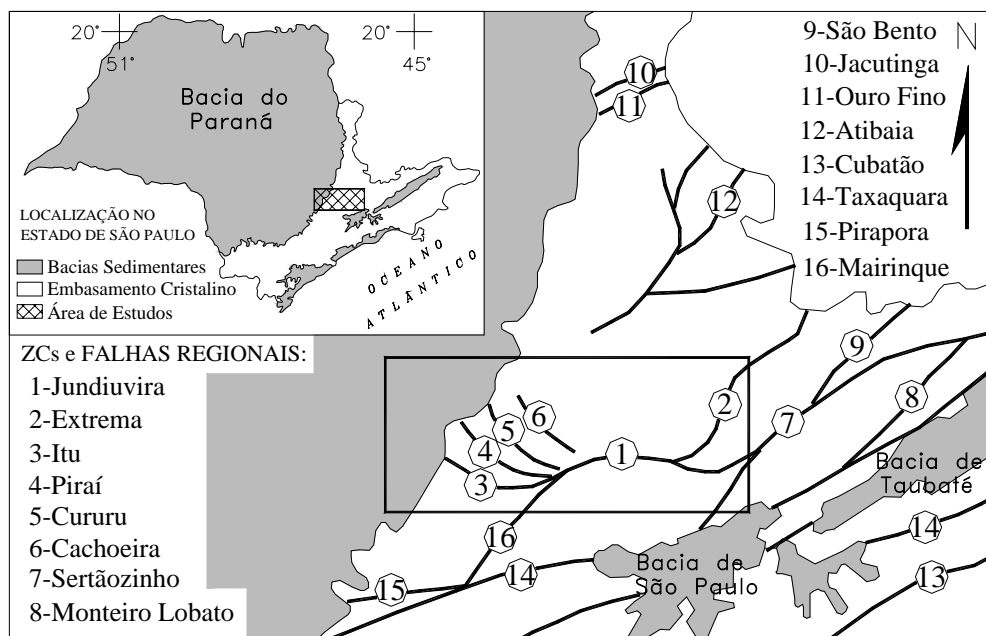 20°
51°
20°
45°
Bacia do
Paraná
LOCALIZAÇÃO NO
ESTADO DE SÃO PAULO
Bacias Sedimentares
Embasamento Cristalino
Área de Estudos
OCEANO
ATLÂNTICO
ZCs e FALHAS REGIONAIS:
1-Jundiuvira
2-Extrema
3-Itu
4-Piraí
5-Cururu
6-Cachoeira
7-Sertãozinho
8-Monteiro Lobato
9-São Bento
10-Jacutinga
11-Ouro Fino
12-Atibaia
13-Cubatão
14-Taxaquara
15-Pirapora
16-Mairinque
N
10
11
12
9
2
8
7
6
5
1
4
3
16
15
14
14
13
Bacia de
Taubaté
Bacia de
São Paulo